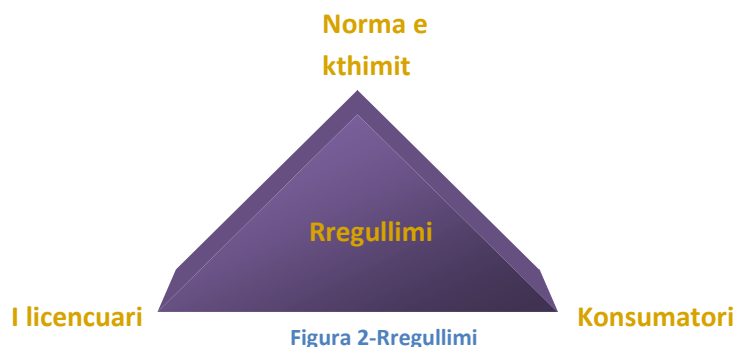 Norma e
kthimit
Rregullimi
I licencuari
Konsumatori
Figura 2-Rregullimi